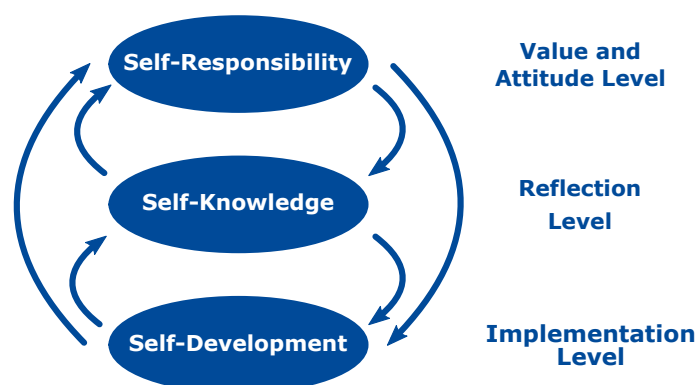 Self-Responsibility
Value and
Attitude Level
Self-Knowledge
Reflection
Level
Self-Development
Implementation
Level